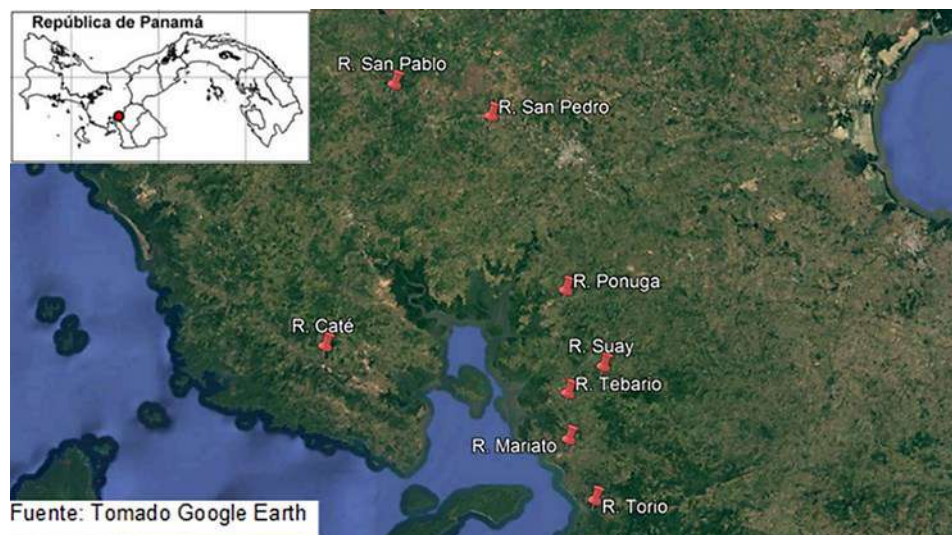 República de Panamá
R. San Pablo
R. San Pedro
R. Ponuga
R. Caté
R. Suay
R. Tebario
R. Mariato
R. Torio
Fuente: Tomado Google Earth